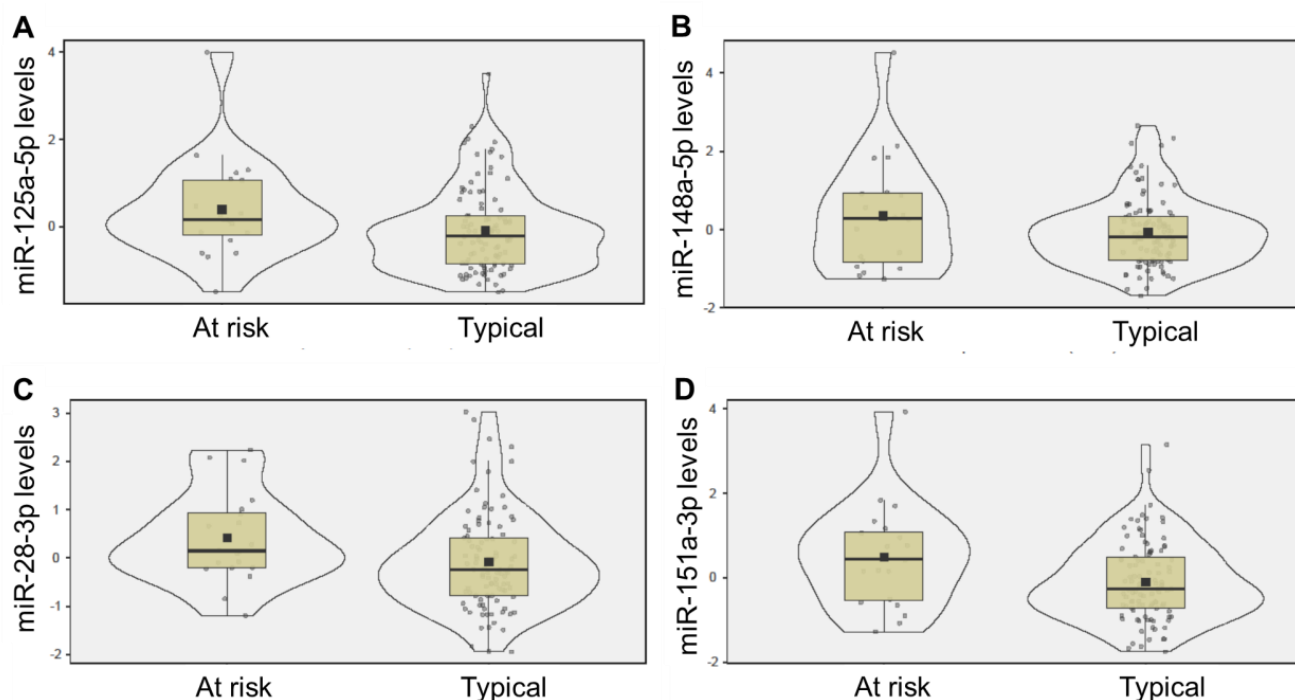 A
miR-125a-5p levels
4
2
0
At risk
Typical
B
miR-148a-5p levels
4
2
0
-2
At risk
Typical
C
miR-28-3p levels
3
2
1
0
-1
-2
At risk
Typical
D
miR-151a-3p levels
4
2
0
-2
At risk
Typical